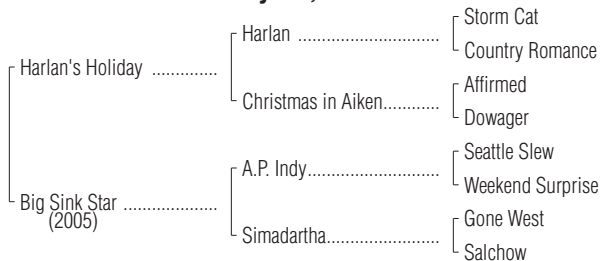 Storm Cat
Harlan ........................
Country Romance
Harlan's Holiday .............
Affirmed
Christmas in Aiken............
Dowager
Seattle Slew
A.P. Indy......................
Weekend Surprise
Big Sink Star ..................
(2005)
Gone West
Simadartha....................
Salchow